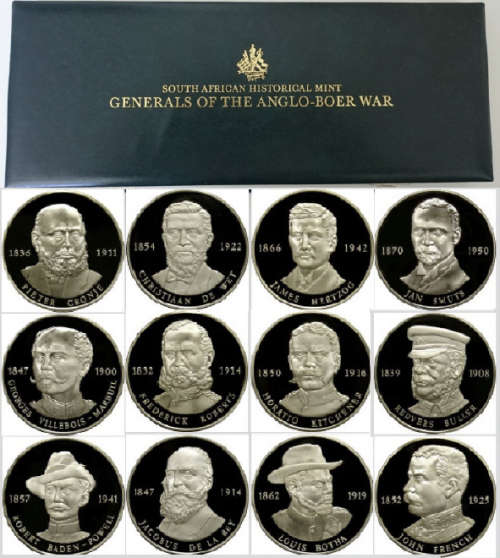 SOUTH AFRICAN HISTORICAL MINT
GENERALS OF THE ANGLO-BOER WAR
1836 1911
PIETER CRONJE
1854 1922
CHRISTIAAN DE WET
1866 1942
JAMES HERTZOG
1870 1950
JAN SMUTS
1847 1900
GEORGES VILLEBOIS-MAREUIL
1832 1914
FREDERICK ROBERTS
1850 1916
HORATIO KITCHENER
1839 1908
REDVERS BULLER
1857 1941
ROBERT BADEN-POWELL
1847 1914
JACOBUS DE LA REY
1862 1919
LOUIS BOTHA
1852 1925
JOHN FRENCH